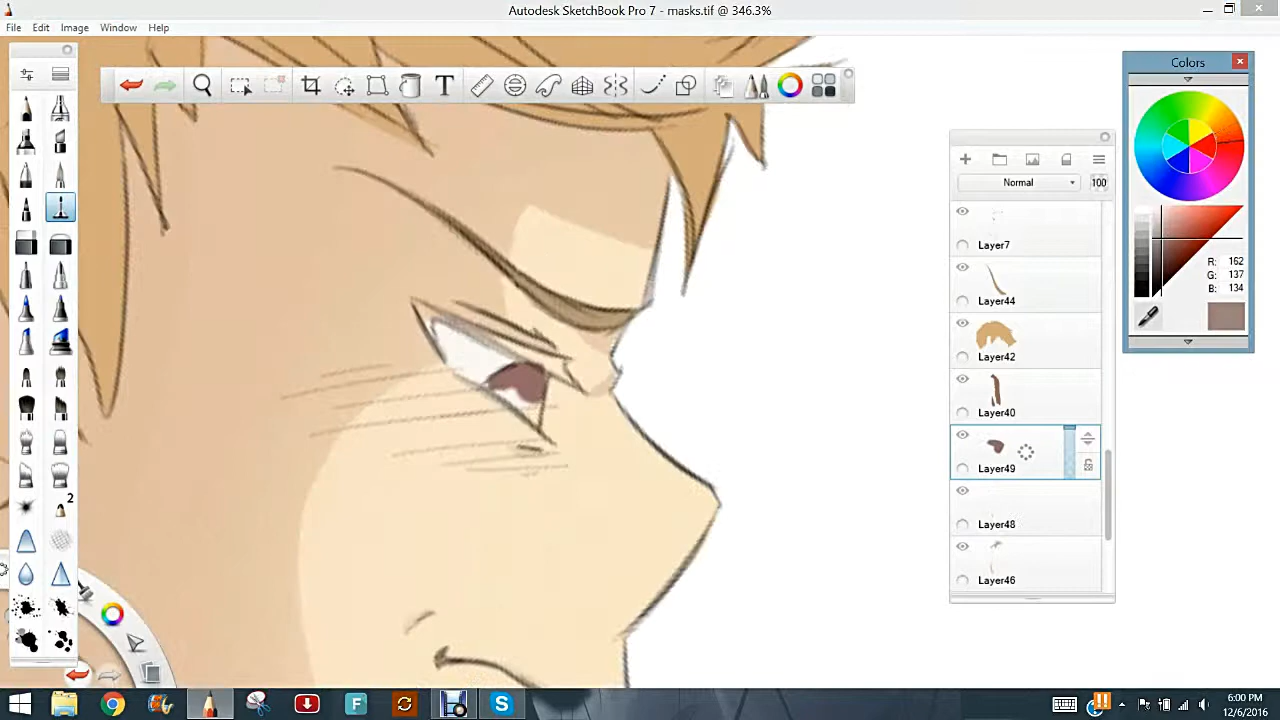 Autodesk SketchBook Pro 7 - masks.tif @ 346.3%
File Edit Image Window Help
T
Colors
Normal 100
Layer7
Layer44
Layer42
Layer40
Layer49
Layer48
Layer46
R: 162
G: 137
B: 134
2
F
S
6:00 PM
12/6/2016